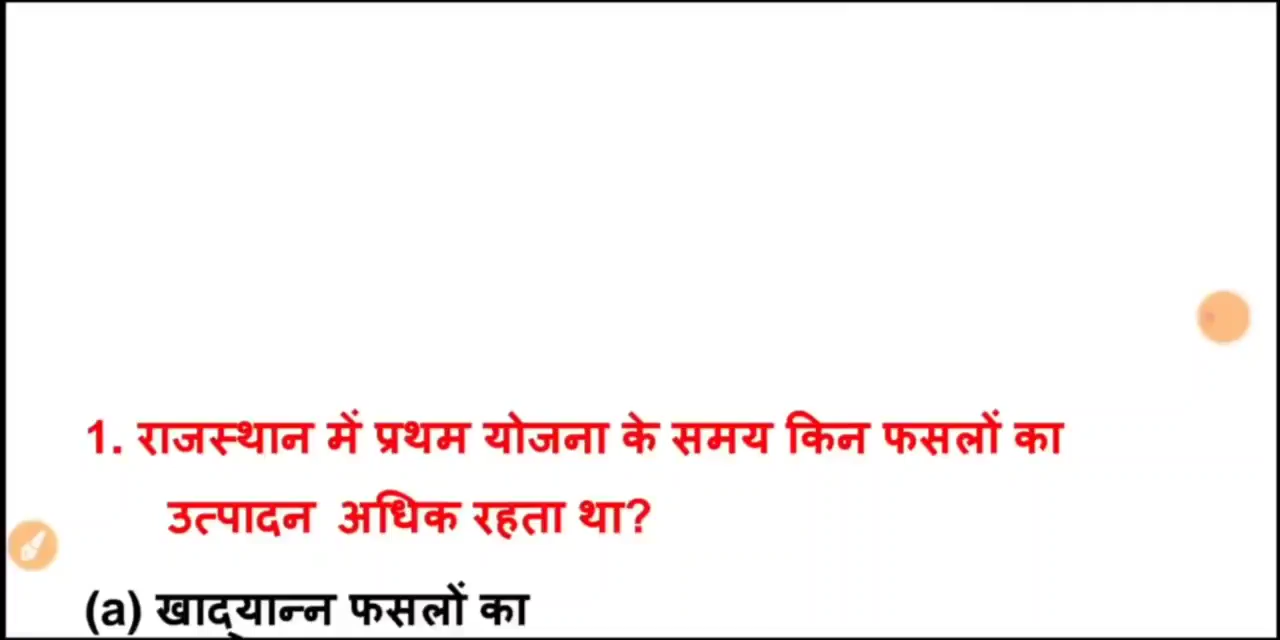 1. राजस्थान में प्रथम योजना के समय किन फसलों का
उत्पादन अधिक रहता था?
(a) खाद्यान्न फसलों का